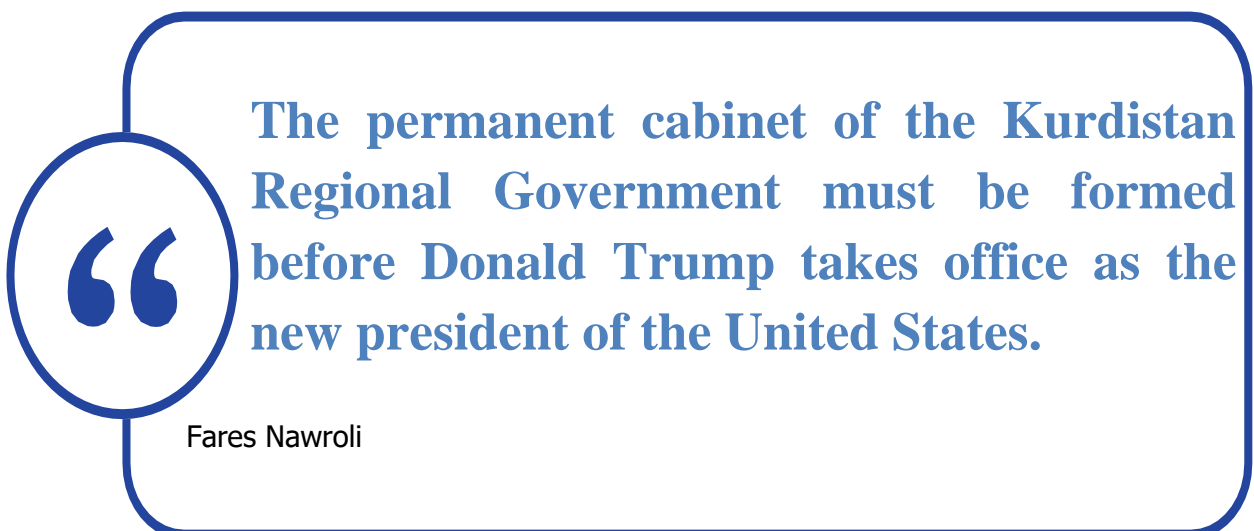 “
The permanent cabinet of the Kurdistan
Regional Government must be formed
before Donald Trump takes office as the
new president of the United States.
Fares Nawroli